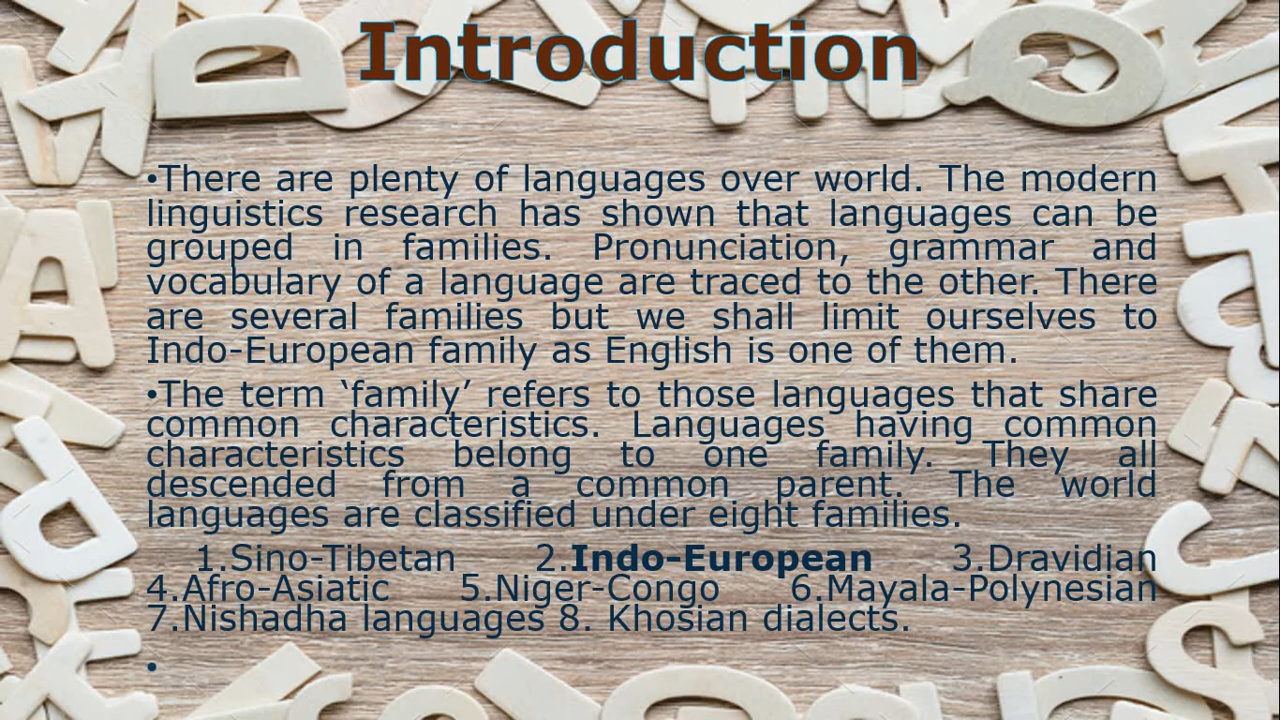 Introduction
•There are plenty of languages over world. The modern
linguistics research has shown that languages can be
grouped in families. Pronunciation, grammar and
vocabulary of a language are traced to the other. There
are several families but we shall limit ourselves to
Indo-European family as English is one of them.
•The term ‘family’ refers to those languages that share
common characteristics. Languages having common
characteristics belong to one family. They all
descended from a common parent. The world
languages are classified under eight families.
1.Sino-Tibetan 2.Indo-European 3.Dravidian
4.Afro-Asiatic 5.Niger-Congo 6.Mayala-Polynesian
7.Nishadha languages 8. Khosian dialects.
•